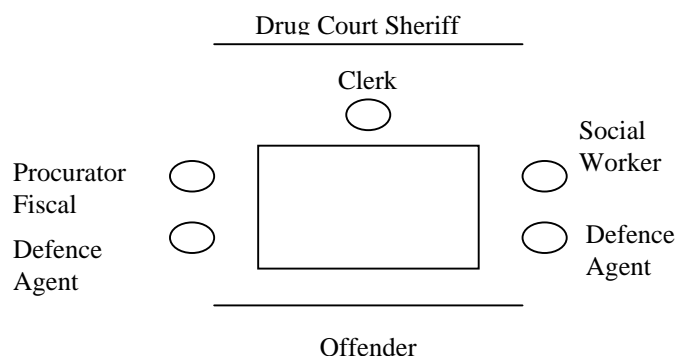 Drug Court Sheriff
Clerk
Social
Worker
Procurator
Fiscal
Defence
Agent
Defence
Agent
Offender